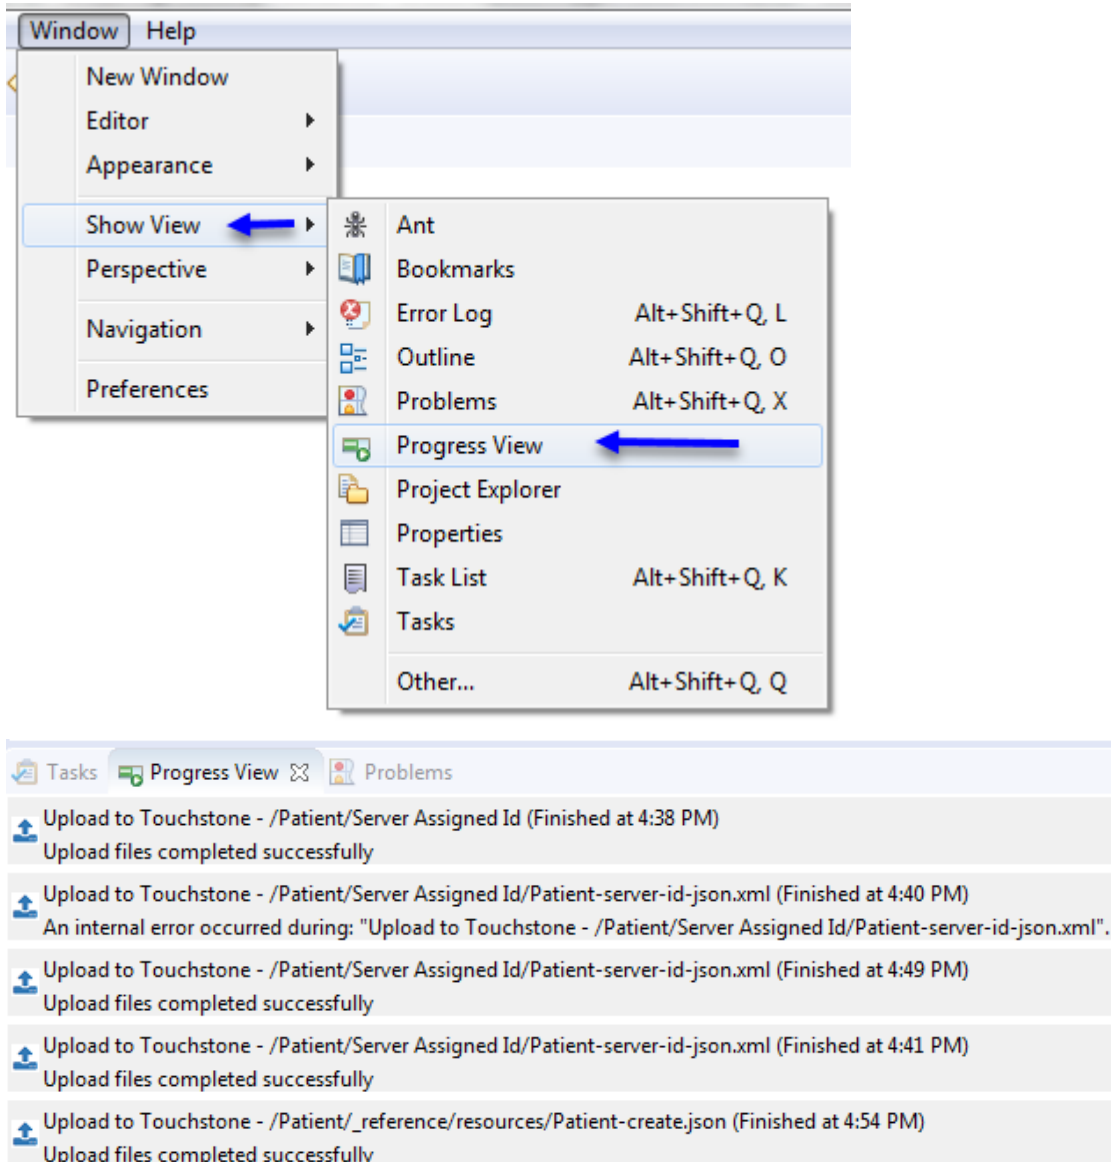 Window Help
New Window
Editor
Appearance
Show View
Perspective
Navigation
Preferences
Ant
Bookmarks
Error Log Alt+Shift+Q, L
Outline Alt+Shift+Q, O
Problems Alt+Shift+Q, X
Progress View
Project Explorer
Properties
Task List Alt+Shift+Q, K
Tasks
Other... Alt+Shift+Q, Q
Tasks Progress View Problems
Upload to Touchstone - /Patient/Server Assigned Id (Finished at 4:38 PM)
Upload files completed successfully
Upload to Touchstone - /Patient/Server Assigned Id/Patient-server-id-json.xml (Finished at 4:40 PM)
An internal error occurred during: "Upload to Touchstone - /Patient/Server Assigned Id/Patient-server-id-json.xml".
Upload to Touchstone - /Patient/Server Assigned Id/Patient-server-id-json.xml (Finished at 4:49 PM)
Upload files completed successfully
Upload to Touchstone - /Patient/Server Assigned Id/Patient-server-id-json.xml (Finished at 4:41 PM)
Upload files completed successfully
Upload to Touchstone - /Patient/_reference/resources/Patient-create.json (Finished at 4:54 PM)
Upload files completed successfully